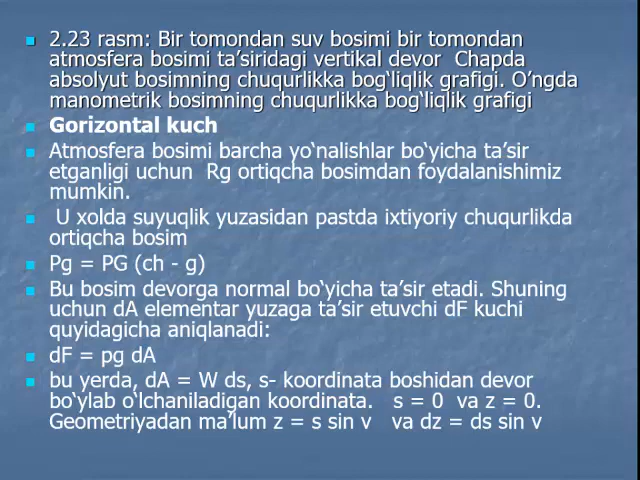 2.23 rasm: Bir tomondan suv bosimi bir tomondan
atmosfera bosimi ta’siridagi vertikal devor Chapda
absolyut bosimning chuqurlikka bog‘liqlik grafigi. O’ngda
manometrik bosimning chuqurlikka bog‘liqlik grafigi
Gorizontal kuch
Atmosfera bosimi barcha yo‘nalishlar bo‘yicha ta’sir
etganligi uchun Rg ortiqcha bosimdan foydalanishimiz
mumkin.
U xolda suyuqlik yuzasidan pastda ixtiyoriy chuqurlikda
ortiqcha bosim
Pg = PG (ch - g)
Bu bosim devorga normal bo‘yicha ta’sir etadi. Shuning
uchun dA elementar yuzaga ta’sir etuvchi dF kuchi
quyidagicha aniqlanadi:
dF = pg dA
bu yerda, dA = W ds, s- koordinata boshidan devor
bo‘ylab o‘lchaniladigan koordinata. s = 0 va z = 0.
Geometriyadan ma’lum z = s sin v va dz = ds sin v